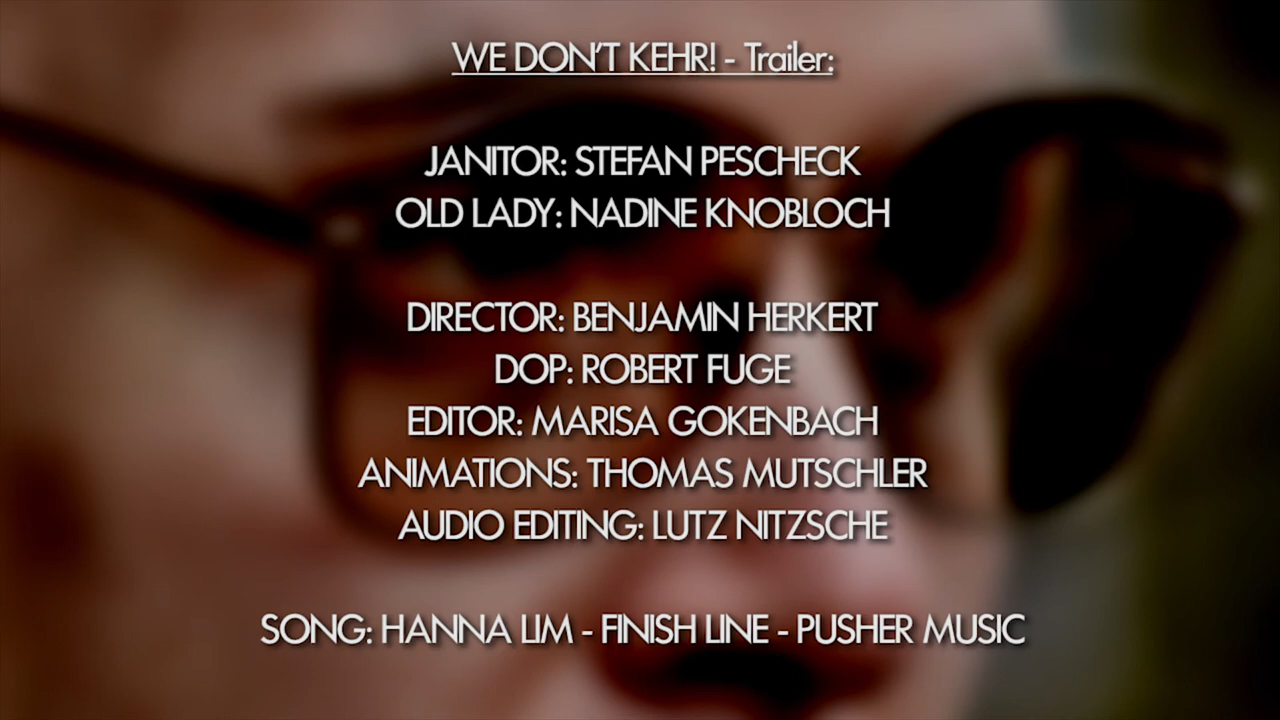 WE DON'T KEHR! - Trailer:
JANITOR: STEFAN PESCHECK
OLD LADY: NADINE KNOBLOCH
DIRECTOR: BENJAMIN HERKERT
DOP: ROBERT FUGE
EDITOR: MARISA GOKENBACH
ANIMATIONS: THOMAS MUTSCHLER
AUDIO EDITING: LUTZ NITZSCHE
SONG: HANNA LIM - FINISH LINE - PUSHER MUSIC